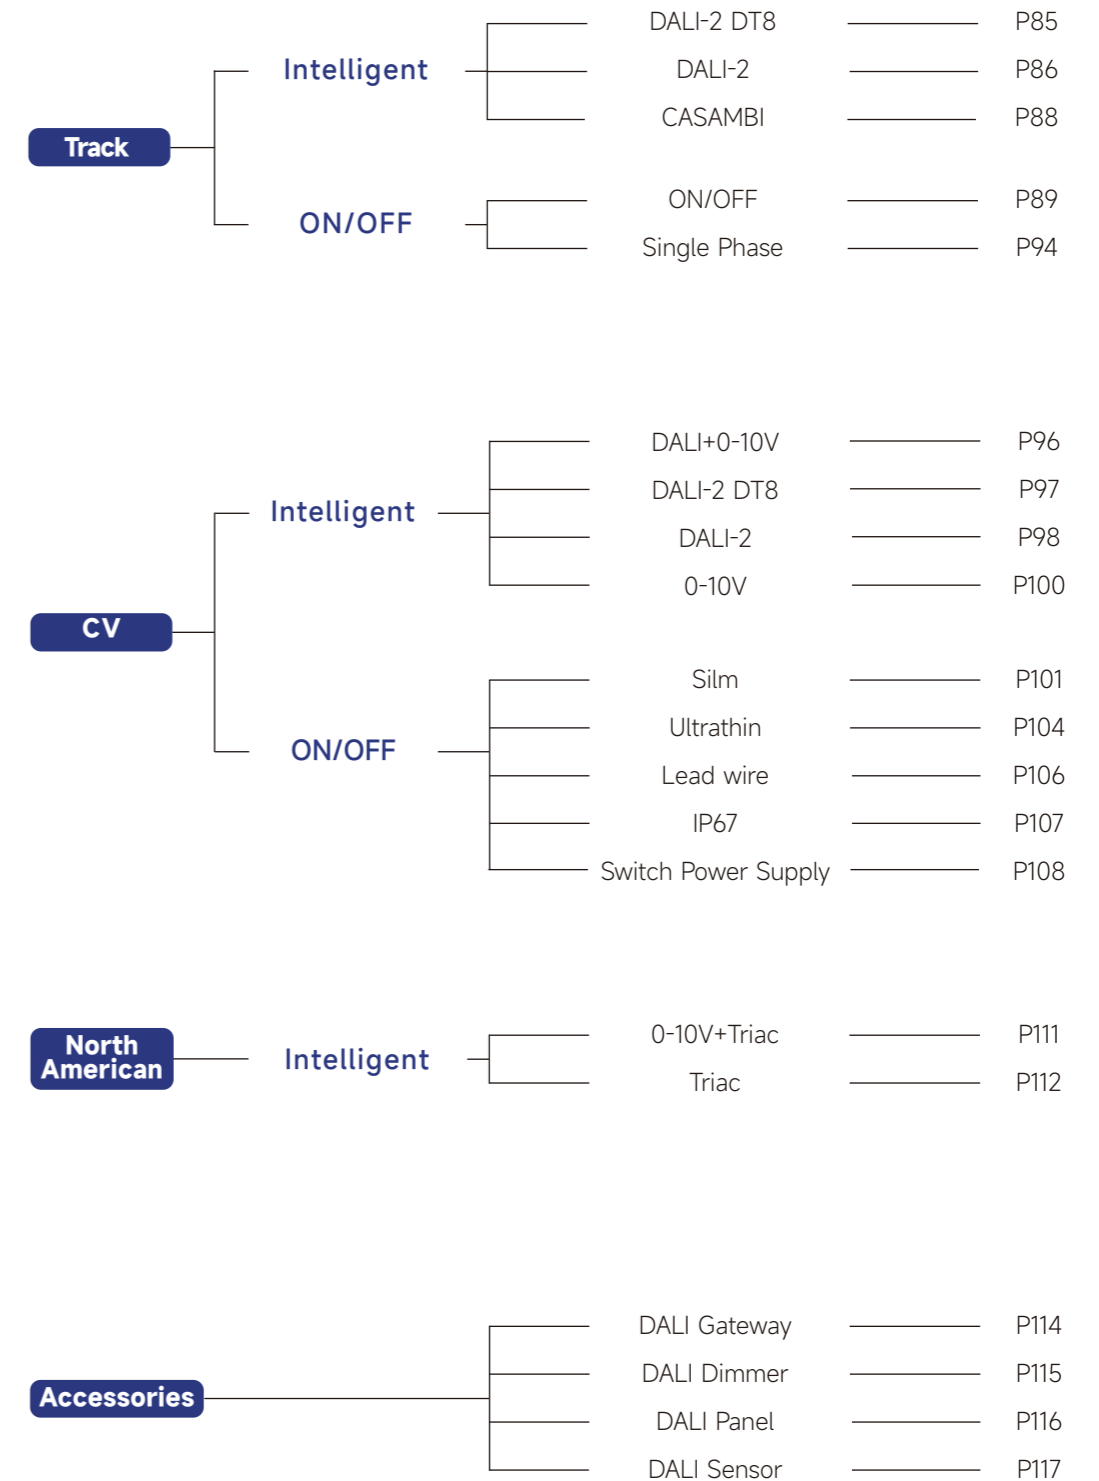 DALI-2 DT8 P85
Intelligent DALI-2 P86
CASAMBI P88
Track
ON/OFF P89
ON/OFF
Single Phase P94
DALI+0-10V P96
DALI-2 DT8 P97
Intelligent
DALI-2 P98
0-10V P100
CV
Silm P101
Ultrathin P104
ON/OFF
Lead wire P106
IP67 P107
Switch Power Supply P108
North
American
Intelligent
0-10V+Triac P111
Triac P112
DALI Gateway P114
DALI Dimmer P115
Accessories
DALI Panel P116
DALI Sensor P117